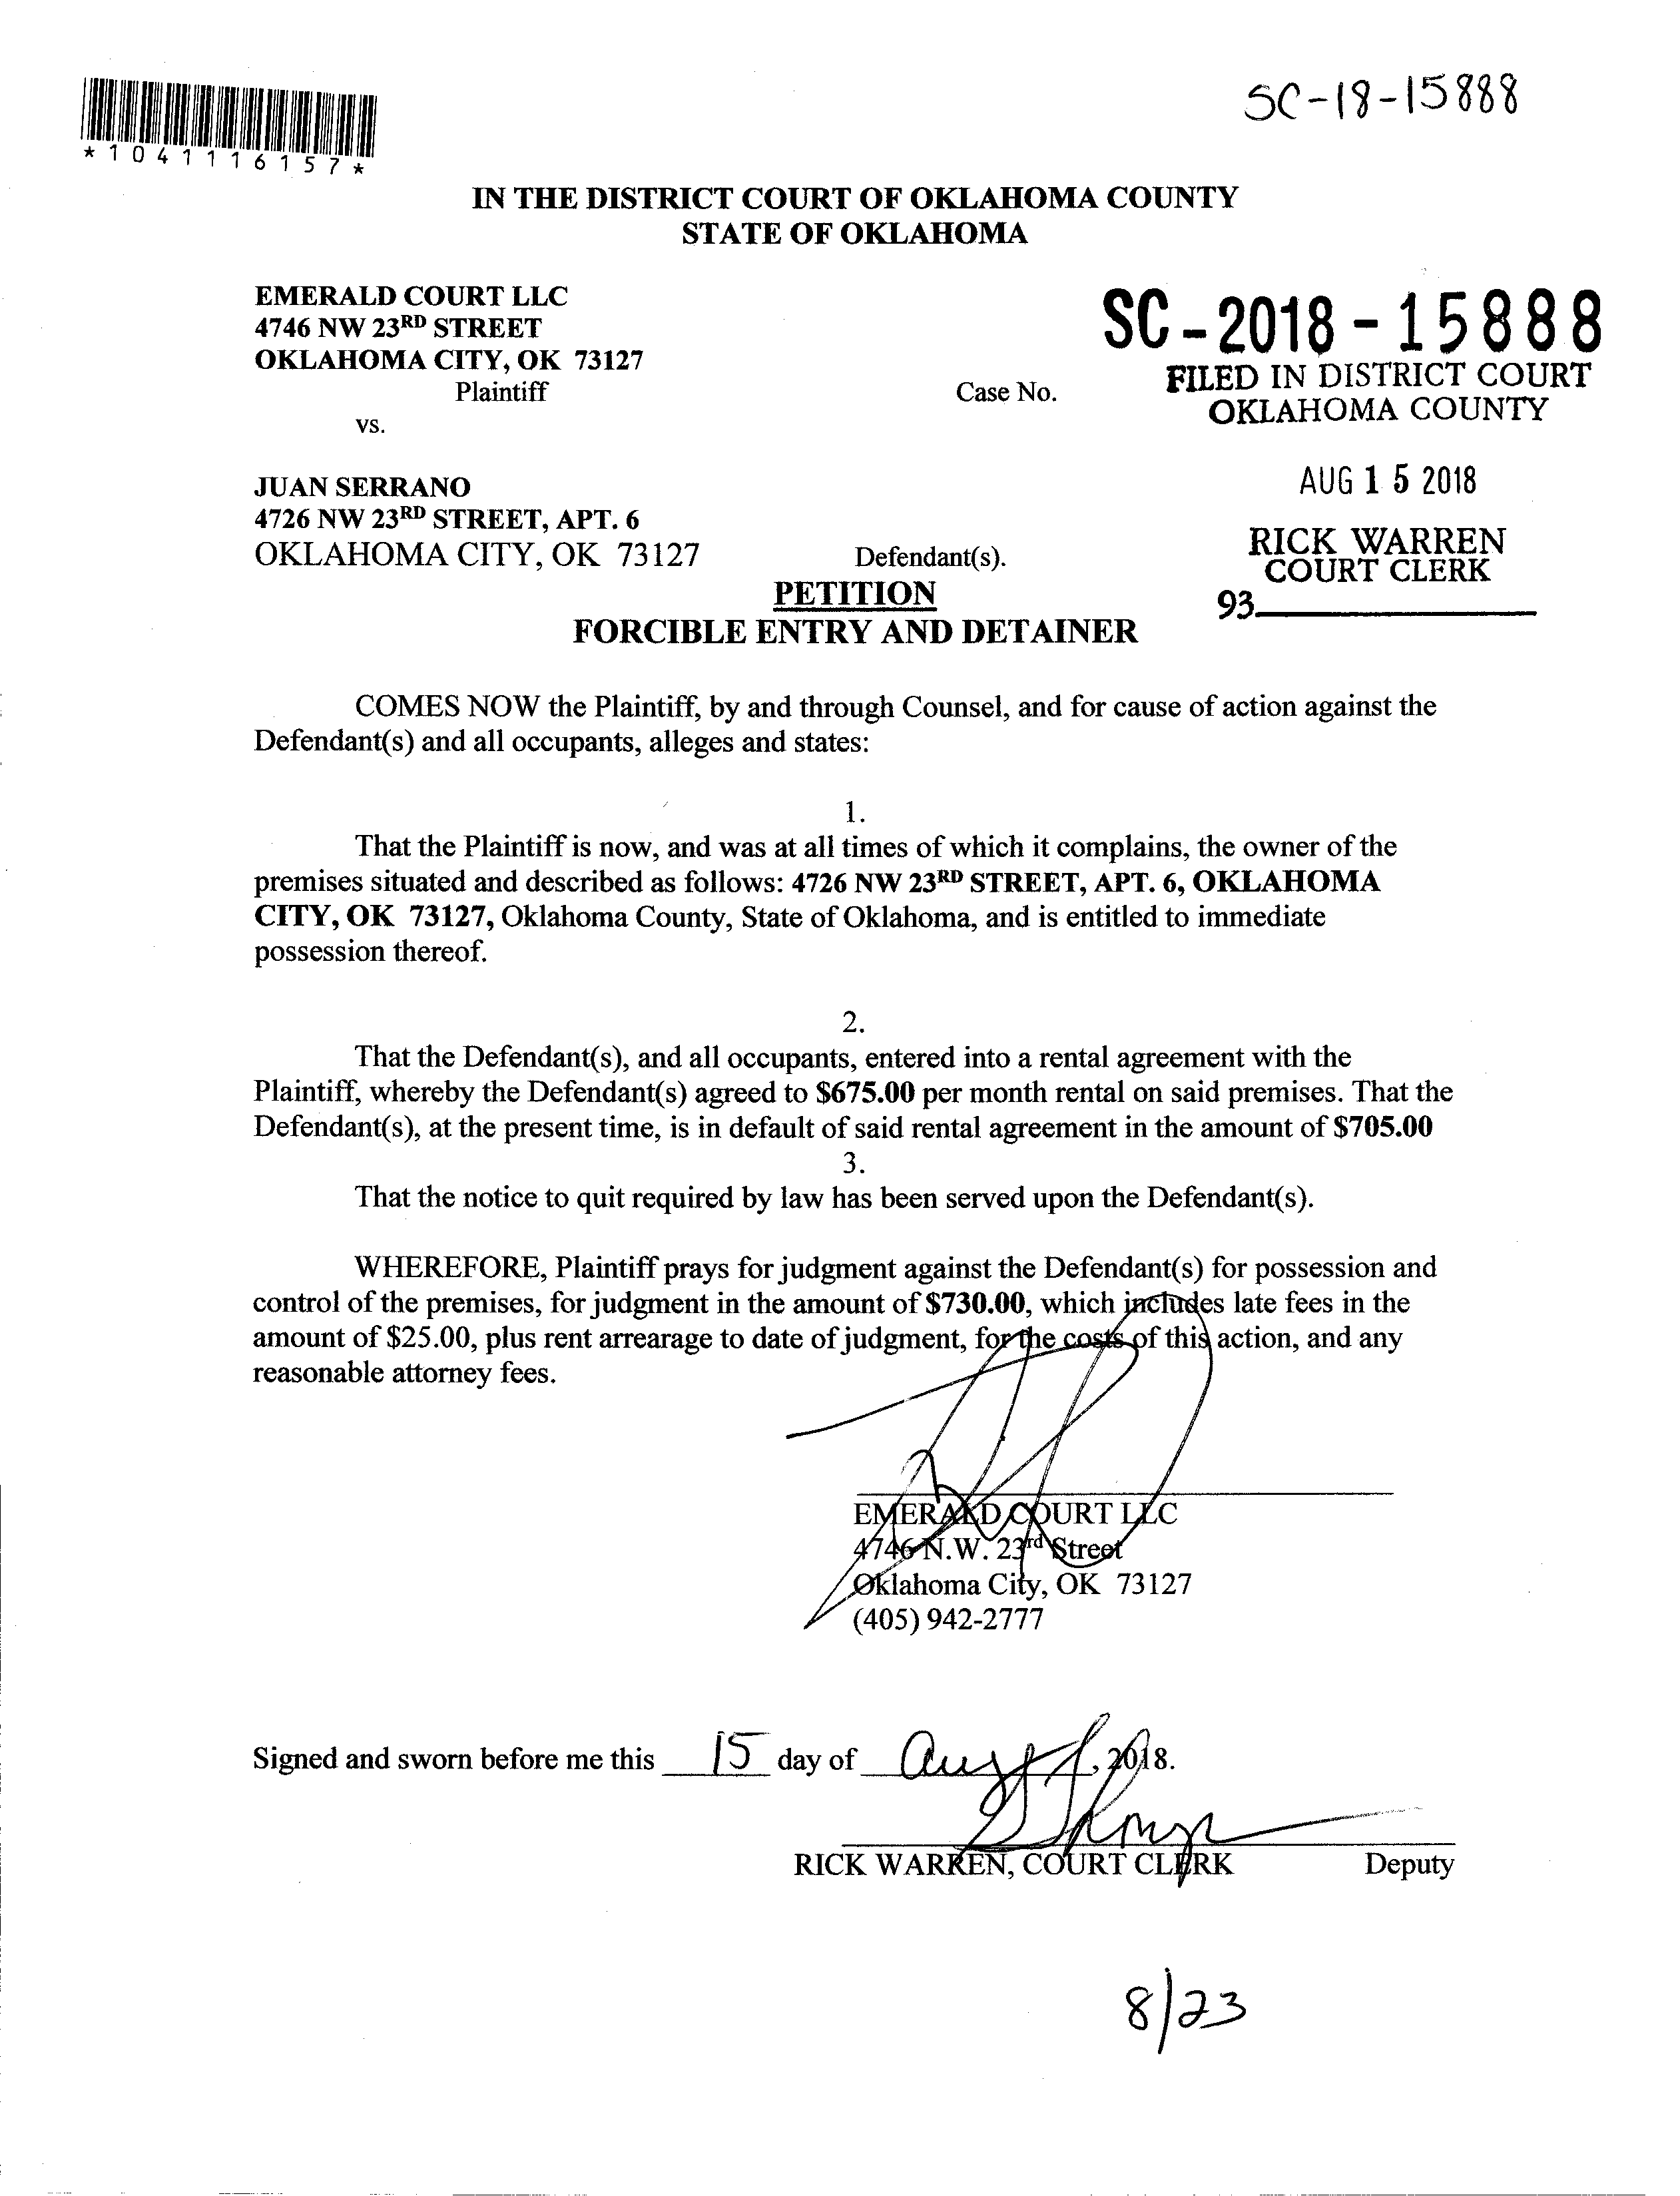 SC-18-15888
*1041116157*
IN THE DISTRICT COURT OF OKLAHOMA COUNTY
STATE OF OKLAHOMA
EMERALD COURT LLC
4746 NW 23RD STREET
OKLAHOMA CITY, OK 73127
Plaintiff
vs.
SC-2018-15888
Case No.
FILED IN DISTRICT COURT
OKLAHOMA COUNTY
AUG 15 2018
RICK WARREN
COURT CLERK
93
JUAN SERRANO
4726 NW 23RD STREET, APT. 6
OKLAHOMA CITY, OK 73127 Defendant(s).
PETITION
FORCIBLE ENTRY AND DETAINER
COMES NOW the Plaintiff, by and through Counsel, and for cause of action against the
Defendant(s) and all occupants, alleges and states:
1.
That the Plaintiff is now, and was at all times of which it complains, the owner of the
premises situated and described as follows: 4726 NW 23RD STREET, APT. 6, OKLAHOMA
CITY, OK 73127, Oklahoma County, State of Oklahoma, and is entitled to immediate
possession thereof.
2.
That the Defendant(s), and all occupants, entered into a rental agreement with the
Plaintiff, whereby the Defendant(s) agreed to $675.00 per month rental on said premises. That the
Defendant(s), at the present time, is in default of said rental agreement in the amount of $705.00
3.
That the notice to quit required by law has been served upon the Defendant(s).
WHEREFORE, Plaintiff prays for judgment against the Defendant(s) for possession and
control of the premises, for judgment in the amount of $730.00, which includes late fees in the
amount of $25.00, plus rent arrearage to date of judgment, for the costs of this action, and any
reasonable attorney fees.
EMERALD COURT LLC
4746 N.W. 23rd Street
Oklahoma City, OK 73127
(405) 942-2777
Signed and sworn before me this 15 day of August, 2018.
RICK WARREN, COURT CLERK Deputy
8/23